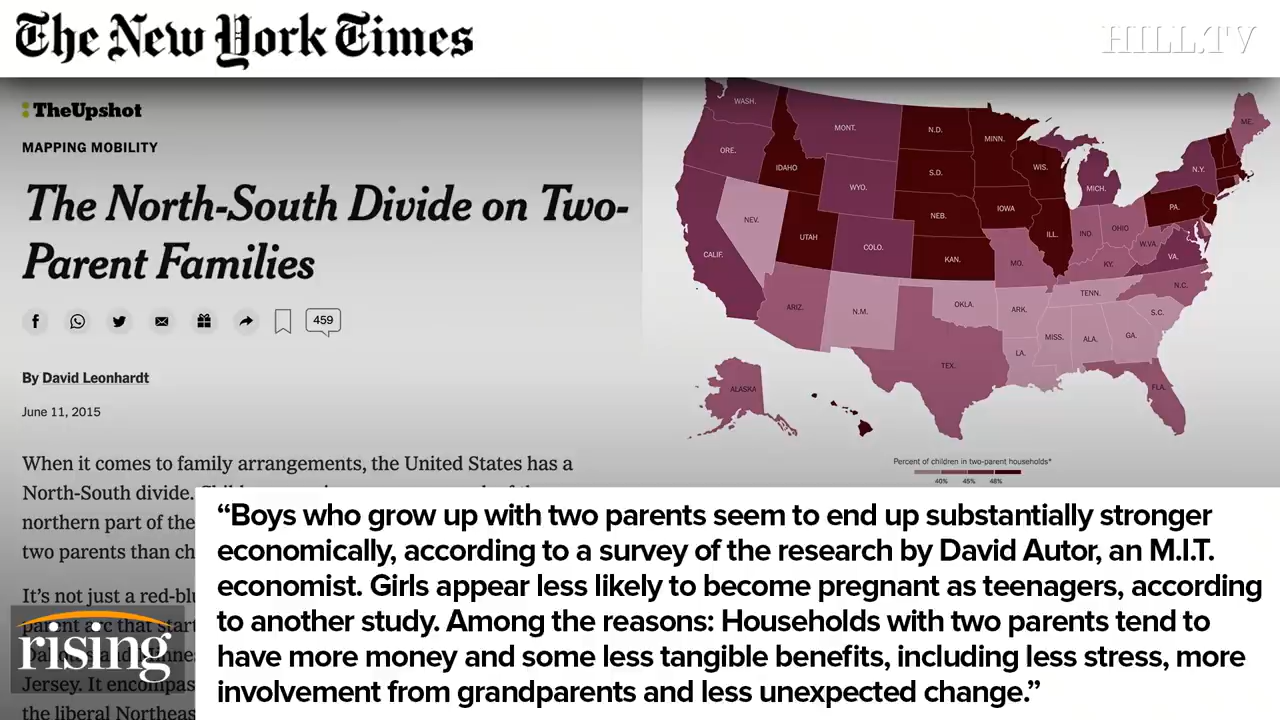 The New York Times
HILL.TV
TheUpshot
MAPPING MOBILITY
The North-South Divide on Two-
Parent Families
459
By David Leonhardt
June 11, 2015
When it comes to family arrangements, the United States has a
North-South divide.
northern part of the
two parents than ch
It's not just a red-blu
parent arc that start
Jersey. It encompas
the liberal Northeas
WASH.
ORE.
CALIF.
NEV.
IDAHO
MONT.
WYO.
UTAH
COLO.
ARIZ.
N.M.
N.D.
S.D.
NEB.
KAN.
OKLA.
TEX.
MINN.
IOWA
MO.
ARK.
LA.
WIS.
ILL.
MICH.
IND.
OHIO
KY.
TENN.
MISS.
ALA.
GA.
FLA.
S.C.
N.C.
VA.
W.VA.
PA.
N.Y.
ME.
ALASKA
Percent of children in two-parent households*
40% 45% 48%
“Boys who grow up with two parents seem to end up substantially stronger
economically, according to a survey of the research by David Autor, an M.I.T.
economist. Girls appear less likely to become pregnant as teenagers, according
to another study. Among the reasons: Households with two parents tend to
have more money and some less tangible benefits, including less stress, more
involvement from grandparents and less unexpected change.”
rising